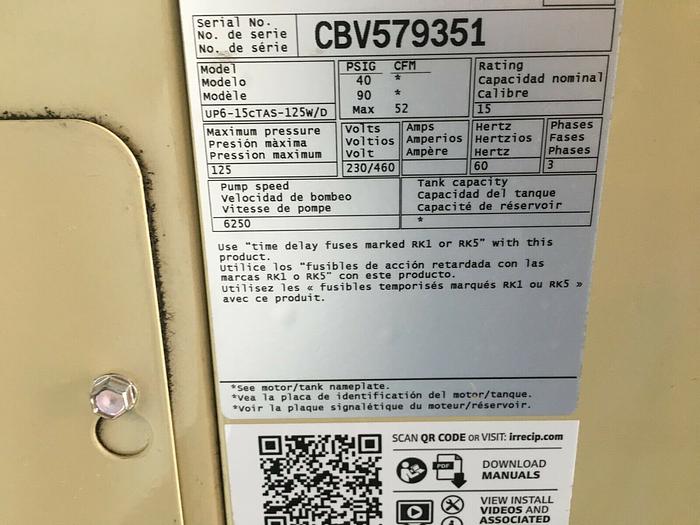 Serial No.
No. de serie
No. de série
CBV579351
Model
Modelo
Modèle
UP6-15cTAS-125W/D
PSIG CFM
40 *
90 *
Max 52
Rating
Capacidad nominal
Calibre
15
Maximum pressure
Presión màxima
Pression maximum
125
Volts
Voltios
Volt
230/460
Amps
Amperios
Ampère
Hertz
Hertzios
Hertz
60
Phases
Fases
Phases
3
Pump speed
Velocidad de bombeo
Vitesse de pompe
6250
Tank capacity
Capacidad del tanque
Capacité de réservoir
*
Use "time delay fuses marked RK1 or RK5" with this
product.
Utilice los "fusibles de acción retardada con las
marcas RK1 o RK5" con este producto.
Utilisez les « fusibles temporisés marqués RK1 ou RK5 »
avec ce produit.
*See motor/tank nameplate.
*Vea la placa de identificación del motor/tanque.
*Voir la plaque signalétique du moteur/réservoir.
SCAN QR CODE OR VISIT: irrecip.com
PDF
DOWNLOAD
MANUALS
VIEW INSTALL
VIDEOS AND
ASSOCIATED